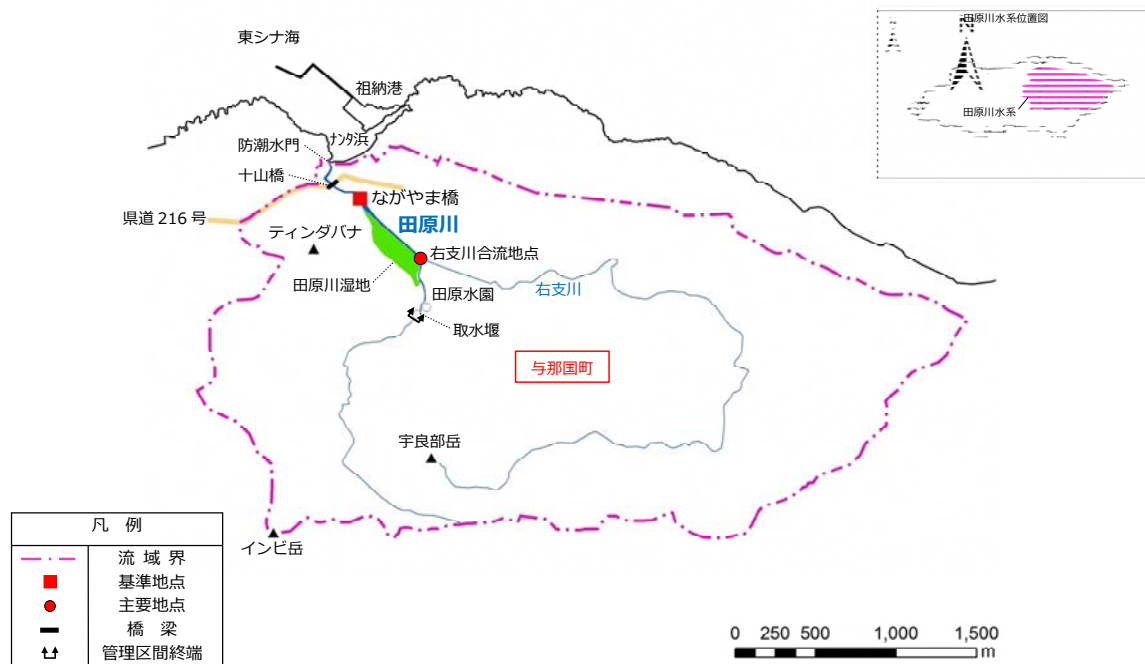 田原川水系位置図
N
田原川水系
東シナ海
祖納港
ﾅﾝﾀ浜
防潮水門
十山橋
ながやま橋
県道 216 号
田原川
ティンダバナ
右支川合流地点
田原川湿地
田原水園
右支川
取水堰
与那国町
宇良部岳
インビ岳
凡 例
流 域 界
基準地点
主要地点
橋 梁
管理区間終端
0 250 500 1,000 1,500
m